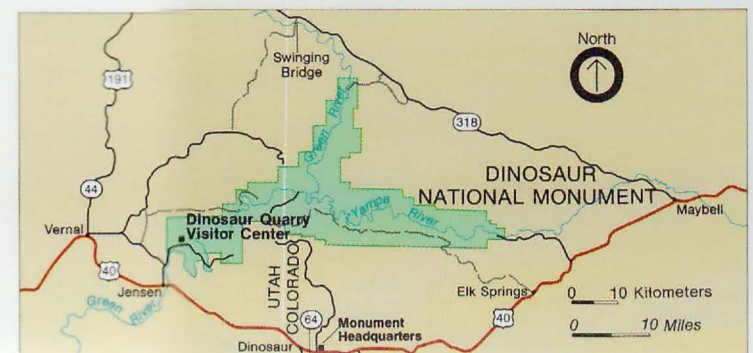 North
191
Swinging
Bridge
Green River
318
DINOSAUR
NATIONAL MONUMENT
44
Yampa River
Maybell
Dinosaur Quarry
Visitor Center
Vernal
40
Jensen
UTAH
COLORADO
Elk Springs
0 10 Kilometers
Green River
64
Monument
Headquarters
40
0 10 Miles
Dinosaur